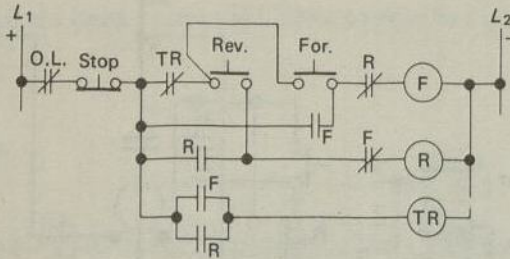 L1 L2
+ -
O.L. Stop TR Rev. For. R F
F
R F R
F
TR
R